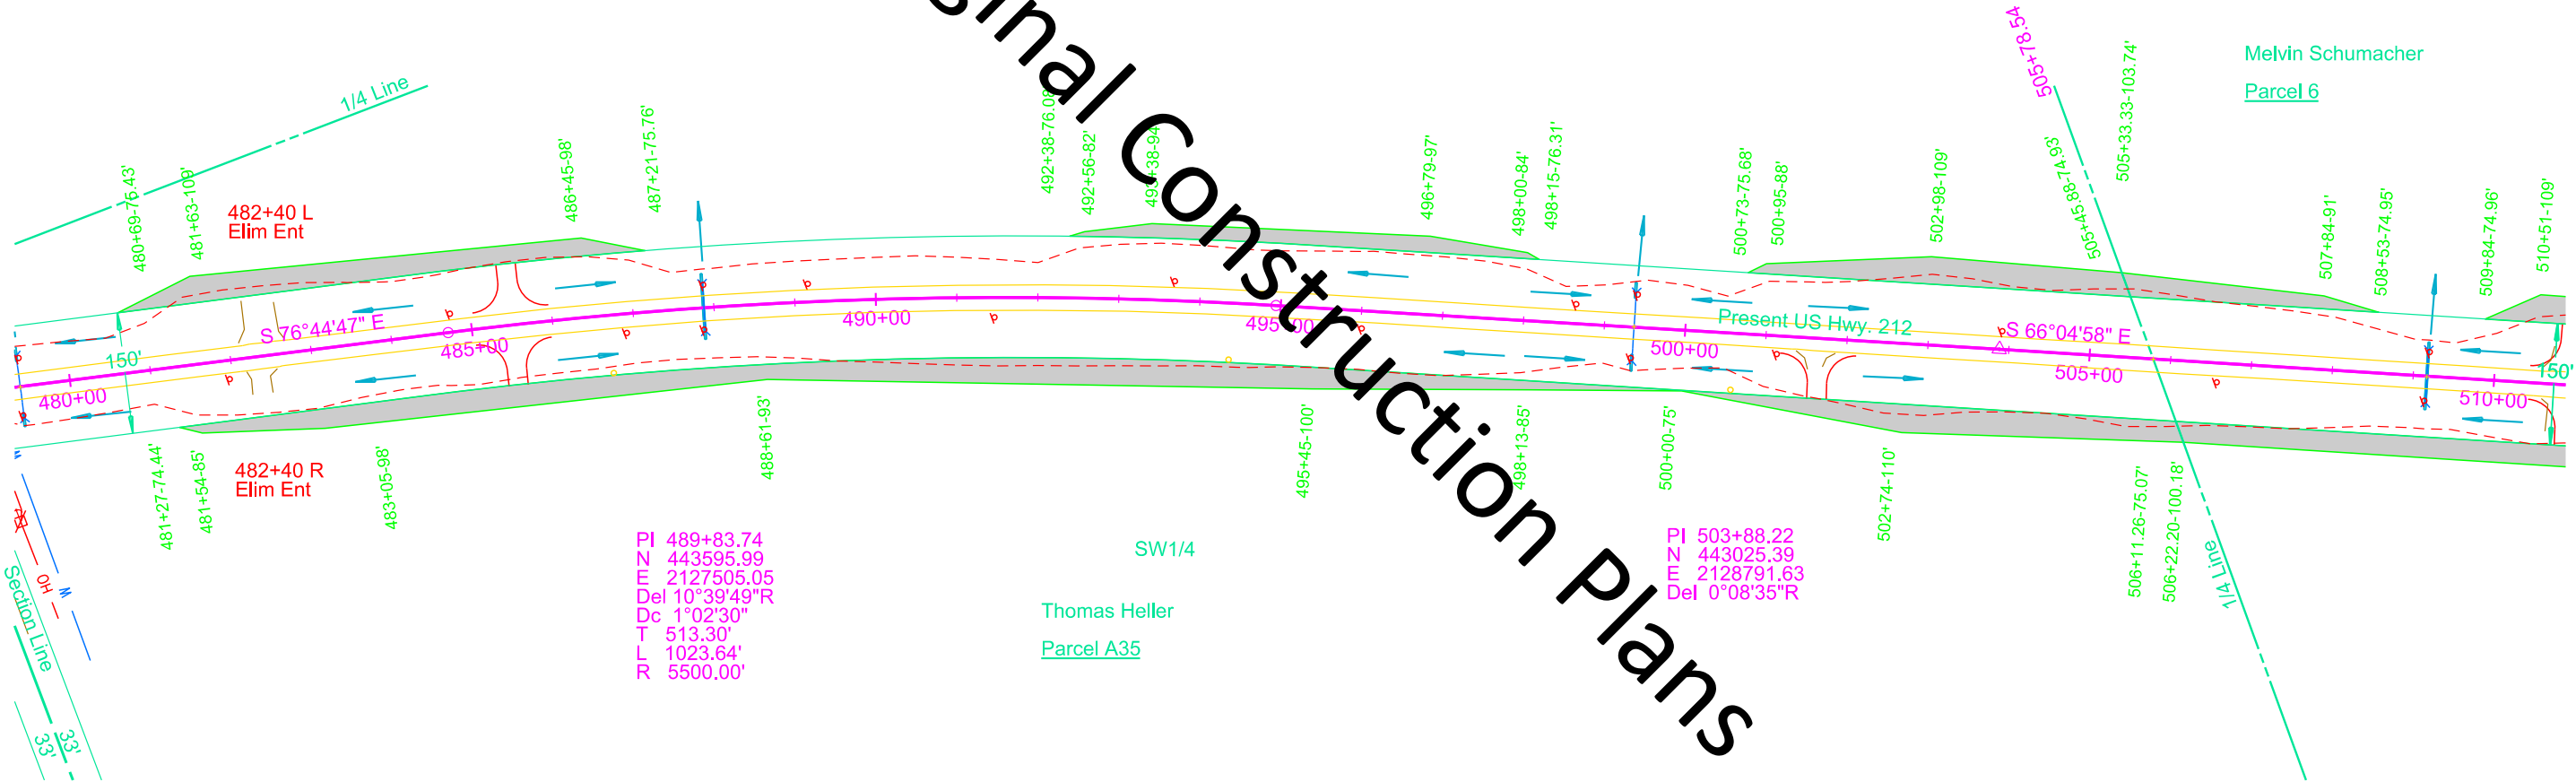 1/4 Line
505+78.54
Melvin Schumacher
Parcel 6
480+69-76.43'
481+63-109'
482+40 L
Elim Ent
486+45-98'
487+21-75.76'
492+38-76.08'
492+56-82'
493+38-94'
496+79-97'
498+00-84'
498+15-76.31'
500+73-75.68'
500+95-88'
502+98-109'
505+45.88-74.93'
505+33.33-103.74'
507+84-91'
508+53-74.95'
509+84-74.96'
510+51-109'
150'
S 76°44'47" E
480+00
485+00
490+00
495+00
500+00
Present US Hwy. 212
S 66°04'58" E
505+00
510+00
150'
481+27-74.44'
481+54-85'
482+40 R
Elim Ent
483+05-98'
488+61-93'
495+45-100'
498+13-85'
500+00-75'
502+74-110'
506+11.26-75.07'
506+22.20-100.18'
1/4 Line
PI 489+83.74
N 443595.99
E 2127505.05
Del 10°39'49"R
Dc 1°02'30"
T 513.30'
L 1023.64'
R 5500.00'
SW1/4
Thomas Heller
Parcel A35
PI 503+88.22
N 443025.39
E 2128791.63
Del 0°08'35"R
Section Line
OH
W
W
33'
33'
ginal Construction Plans